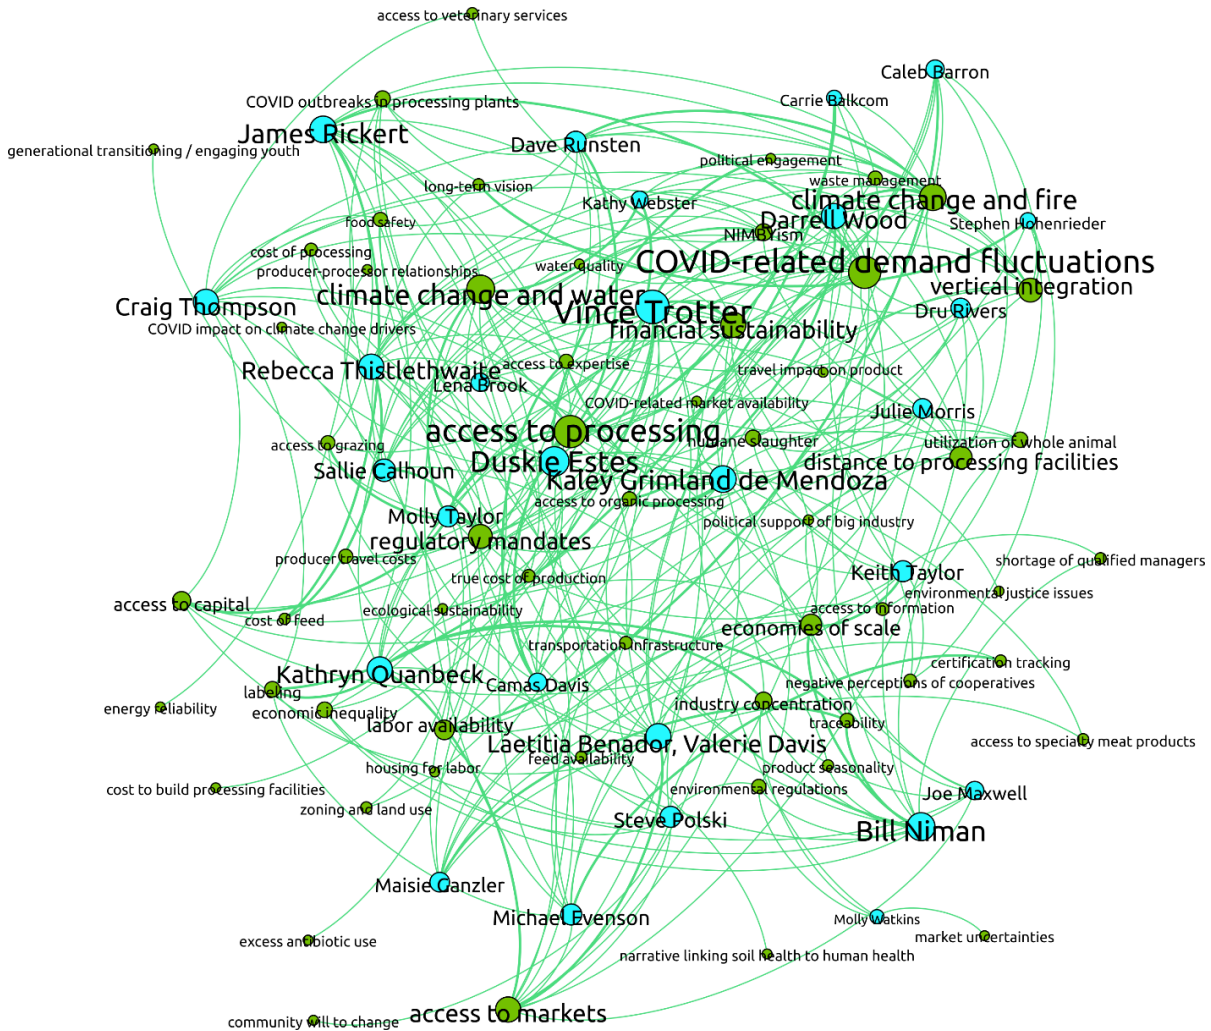 access to veterinary services
Caleb Barron
Carrie Balkcom
COVID outbreaks in processing plants
James Rickert
Dave Runsten
generational transitioning / engaging youth
political engagement
long-term vision
waste management
climate change and fire
Kathy Webster
food safety
Darrell Wood
Stephen Hohenrieder
NIMBYism
cost of processing
COVID-related demand fluctuations
water quality
producer-processor relationships
vertical integration
climate change and water
Craig Thompson
Vince Trotter
Dru Rivers
COVID impact on climate change drivers
financial sustainability
access to expertise
Rebecca Thistlethwaite
travel impact on product
Lena Brook
COVID-related market availability
Julie Morris
access to processing
access to grazing
humane slaughter
utilization of whole animal
Duskie Estes
distance to processing facilities
Sallie Calhoun
Kaley Grimland de Mendoza
access to organic processing
Molly Taylor
political support of big industry
regulatory mandates
producer travel costs
shortage of qualified managers
Keith Taylor
true cost of production
environmental justice issues
access to capital
ecological sustainability
access to information
cost of feed
economies of scale
transportation infrastructure
certification tracking
Kathryn Quanbeck
Camas Davis
negative perceptions of cooperatives
labeling
industry concentration
energy reliability
economic inequality
labor availability
traceability
access to specialty meat products
Laetitia Benador, Valerie Davis
feed availability
housing for labor
product seasonality
cost to build processing facilities
environmental regulations
Joe Maxwell
zoning and land use
Steve Polski
Bill Niman
Maisie Ganzler
Michael Evenson
Molly Watkins
market uncertainties
excess antibiotic use
narrative linking soil health to human health
access to markets
community will to change